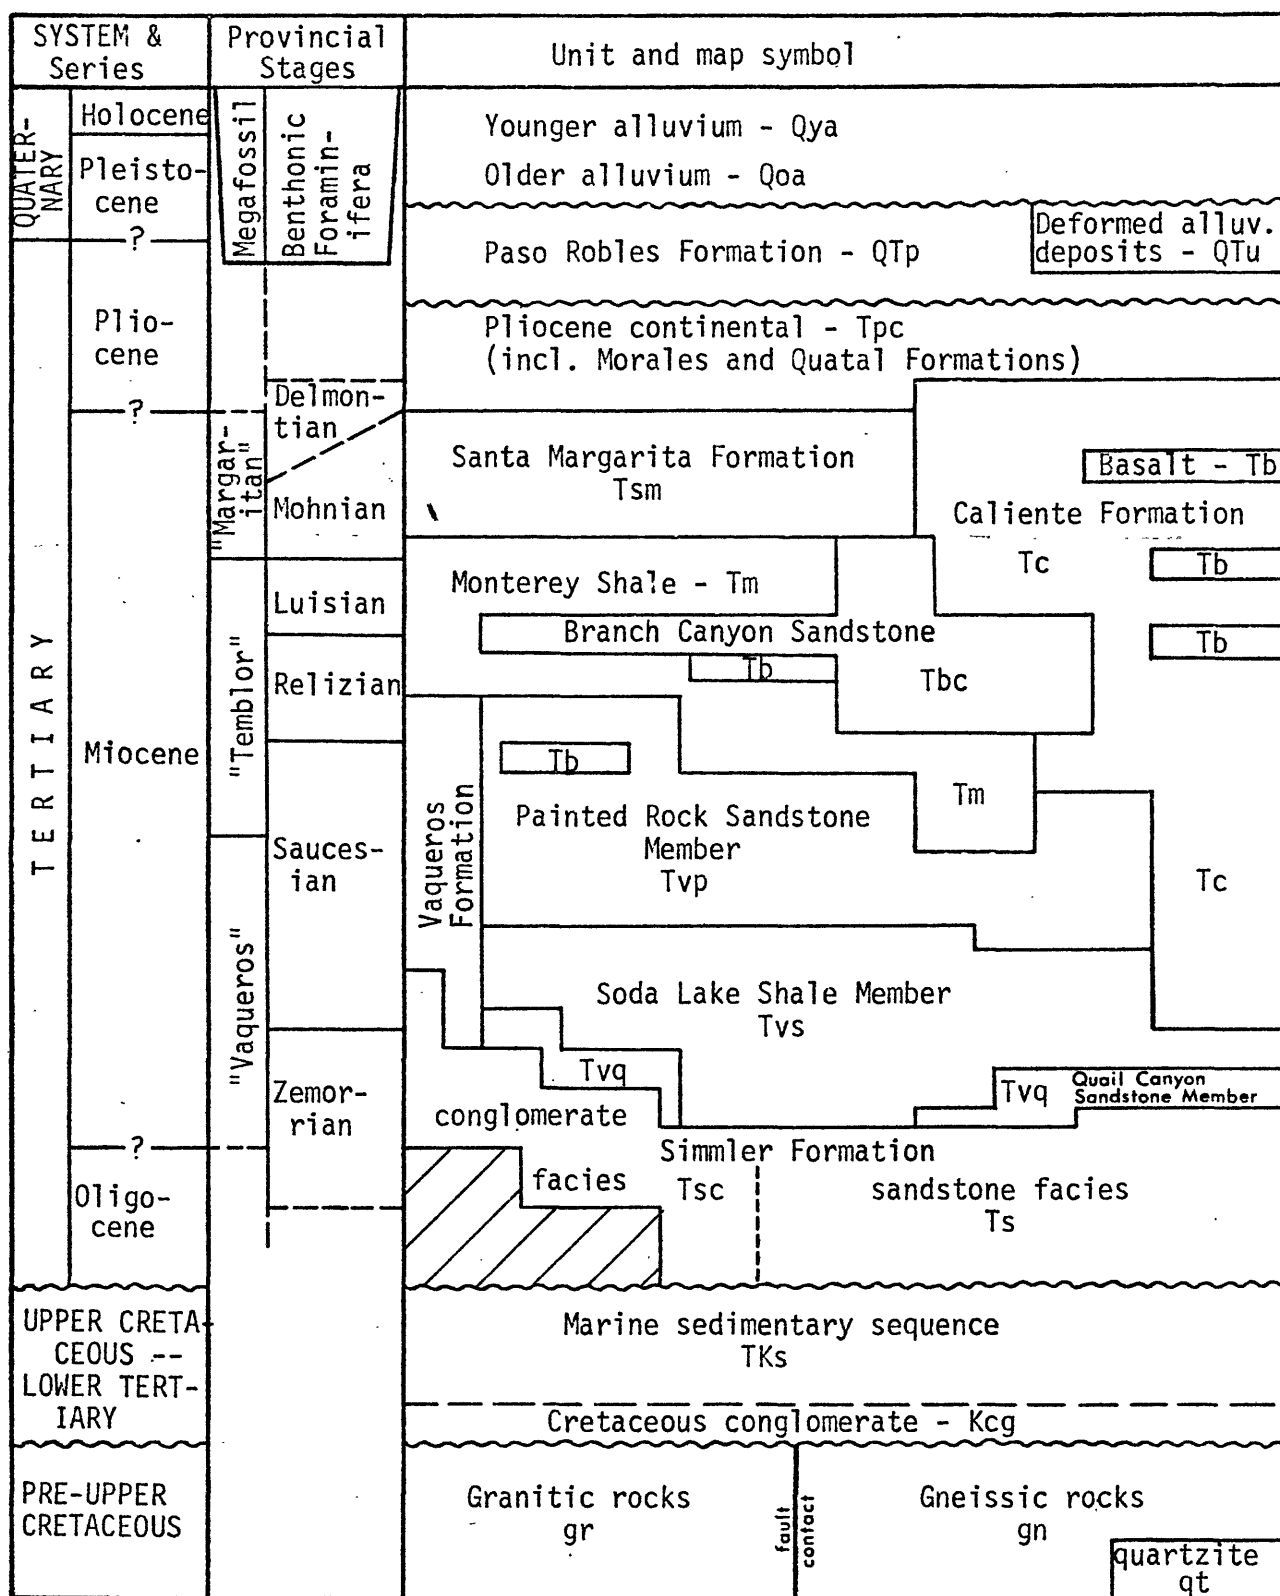 SYSTEM &
Series
Provincial
Stages
Unit and map symbol
QUATER-
NARY
Holocene
Pleisto-
cene
?
Megafossil
Benthonic
Foramin-
ifera
Younger alluvium - Qya
Older alluvium - Qoa
Paso Robles Formation - QTp
Deformed alluv.
deposits - QTu
TERTIARY
Plio-
cene
?
Pliocene continental - Tpc
(incl. Morales and Quatal Formations)
Delmon-
tian
"Margar-
itan"
Mohnian
Santa Margarita Formation
Tsm
Basalt - Tb
Caliente Formation
Tc
Tb
Miocene
"Temblor"
Luisian
Monterey Shale - Tm
Branch Canyon Sandstone
Tb
Tb
Tbc
Relizian
Tb
Tm
Vaqueros
Formation
Painted Rock Sandstone
Member
Tvp
Tc
Sauces-
ian
"Vaqueros"
Soda Lake Shale Member
Tvs
Zemor-
rian
Tvq
Tvq
Quail Canyon
Sandstone Member
conglomerate
?
Simmler Formation
Oligo-
cene
facies
Tsc
sandstone facies
Ts
UPPER CRETA-
CEOUS --
LOWER TERT-
IARY
Marine sedimentary sequence
TKs
Cretaceous conglomerate - Kcg
PRE-UPPER
CRETACEOUS
Granitic rocks
gr
fault
contact
Gneissic rocks
gn
quartzite
qt